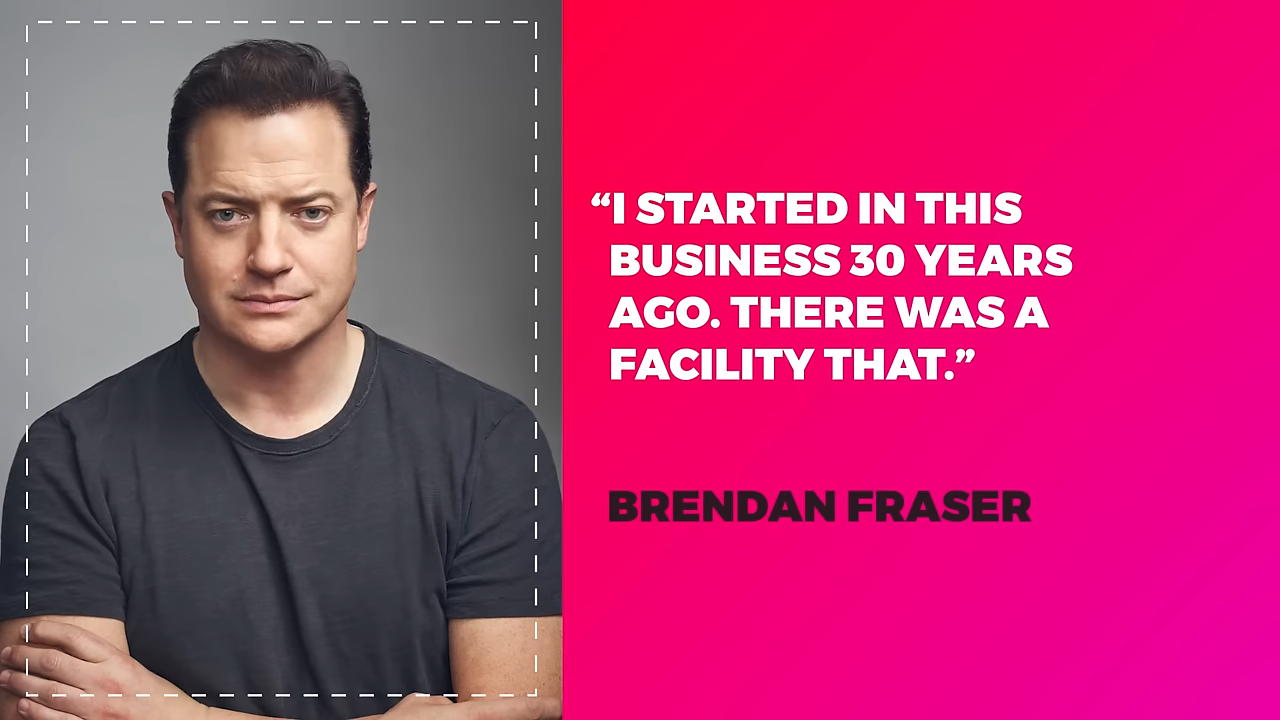 “I STARTED IN THIS
BUSINESS 30 YEARS
AGO. THERE WAS A
FACILITY THAT.”
BRENDAN FRASER